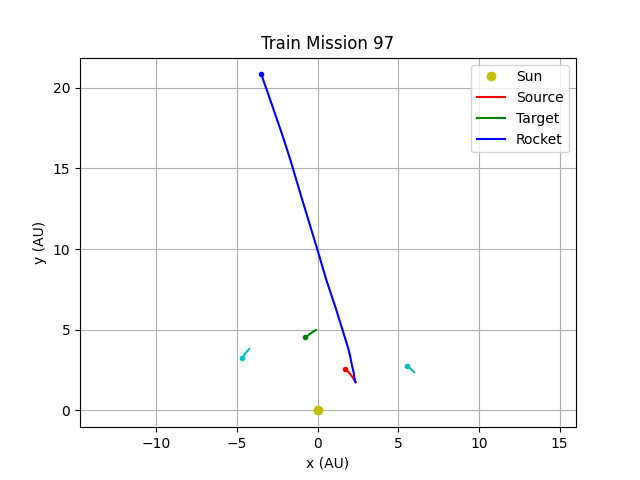 Train Mission 97
Sun
Source
Target
Rocket
20
15
10
5
0
y (AU)
−10
−5
0
5
10
15
x (AU)